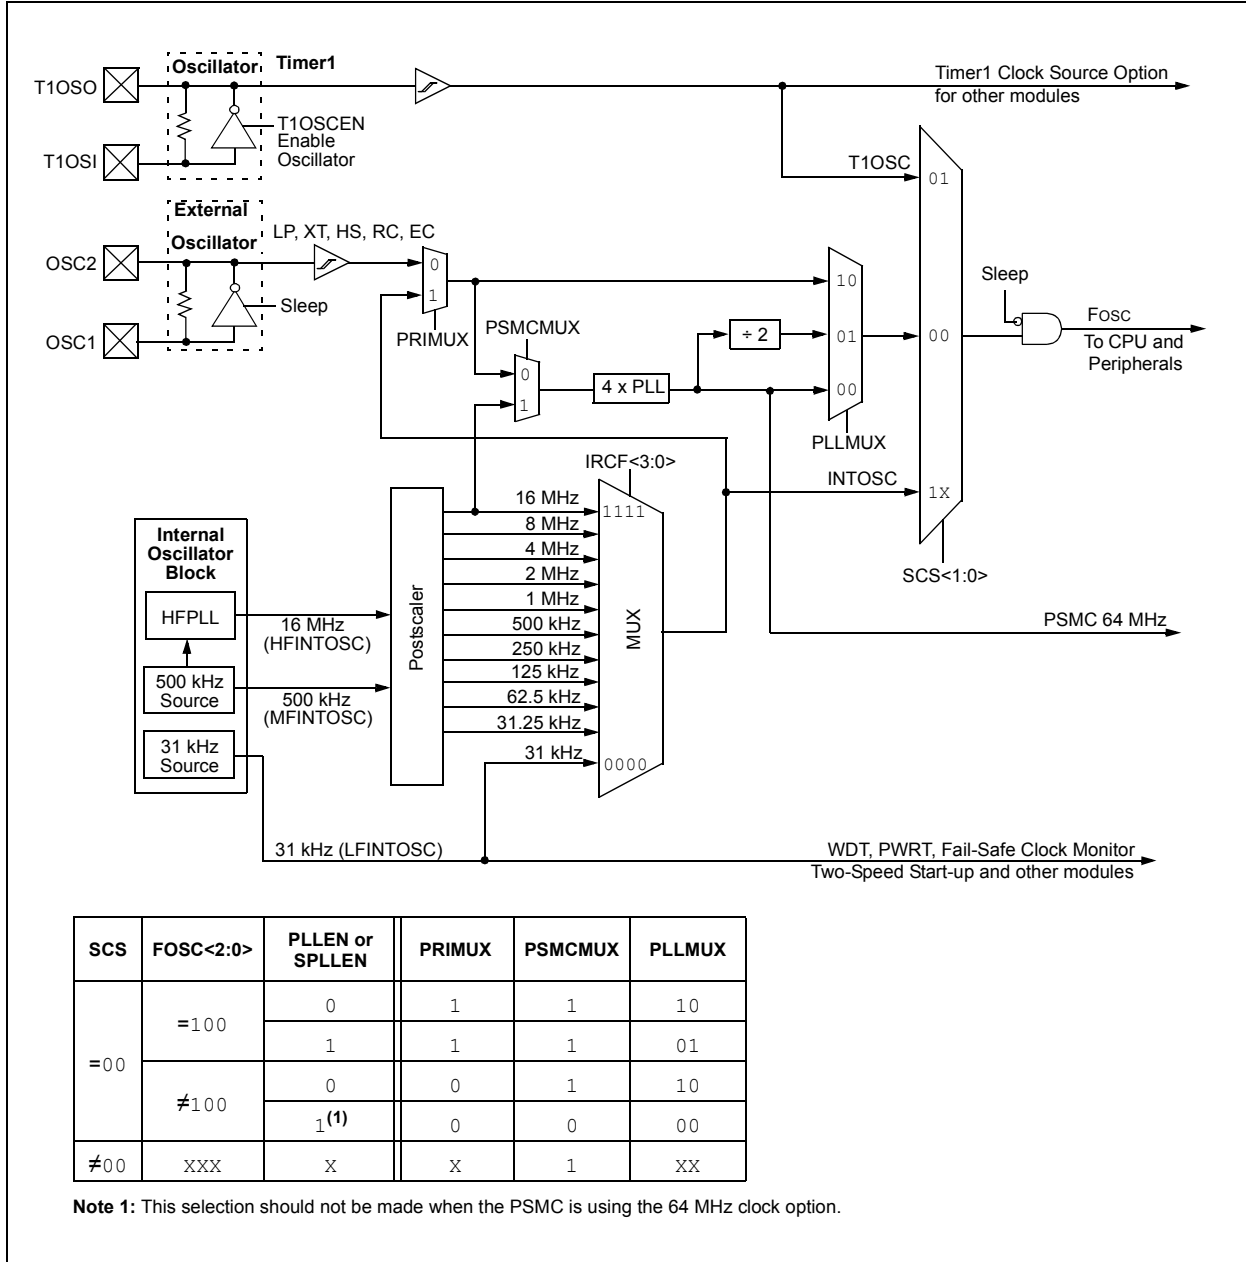 Oscillator
Timer1
T1OSO
T1OSI
T1OSCEN
Enable
Oscillator
Timer1 Clock Source Option
for other modules
T1OSC
01
External
Oscillator
LP, XT, HS, RC, EC
OSC2
OSC1
Sleep
0
1
PRIMUX
PSMCMUX
0
1
4 x PLL
÷ 2
10
01
00
PLLMUX
00
Sleep
FOSC
To CPU and
Peripherals
INTOSC
1X
SCS<1:0>
PSMC 64 MHz
IRCF<3:0>
Internal
Oscillator
Block
HFPLL
500 kHz
Source
31 kHz
Source
16 MHz
(HFINTOSC)
500 kHz
(MFINTOSC)
Postscaler
16 MHz
8 MHz
4 MHz
2 MHz
1 MHz
500 kHz
250 kHz
125 kHz
62.5 kHz
31.25 kHz
31 kHz
1111
MUX
0000
31 kHz (LFINTOSC)
WDT, PWRT, Fail-Safe Clock Monitor
Two-Speed Start-up and other modules
SCS FOSC<2:0> PLLEN or SPLLEN PRIMUX PSMCMUX PLLMUX
=00 =100 0 1 1 10
1 1 1 01
≠100 0 0 1 10
1(1) 0 0 00
≠00 XXX X X 1 XX
Note 1: This selection should not be made when the PSMC is using the 64 MHz clock option.